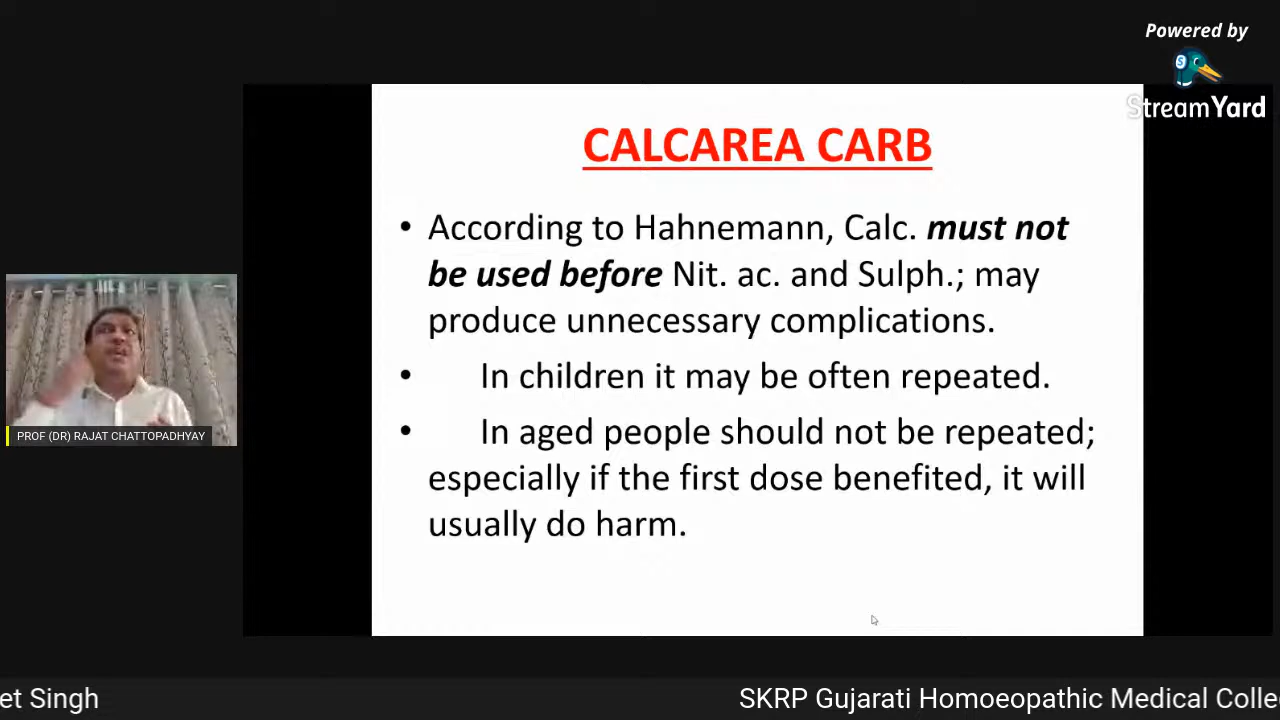 Powered by
StreamYard
CALCAREA CARB
• According to Hahnemann, Calc. must not
be used before Nit. ac. and Sulph.; may
produce unnecessary complications.
• In children it may be often repeated.
• In aged people should not be repeated;
especially if the first dose benefited, it will
usually do harm.
PROF (DR) RAJAT CHATTOPADHYAY
et Singh
SKRP Gujarati Homoeopathic Medical Colle